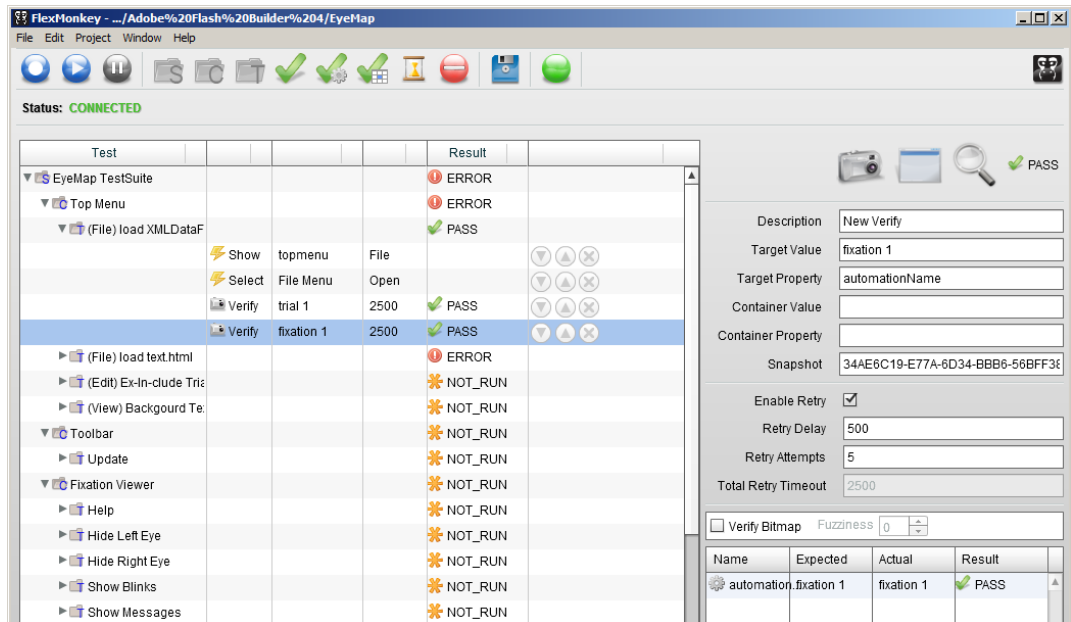 FlexMonkey - .../Adobe%20Flash%20Builder%204/EyeMap
File Edit Project Window Help
S C T
Status: CONNECTED
Test Result
EyeMap TestSuite ERROR
Top Menu ERROR
(File) load XMLDataF PASS
Show topmenu File
Select File Menu Open
Verify trial 1 2500 PASS
Verify fixation 1 2500 PASS
(File) load text.html ERROR
(Edit) Ex-In-clude Tria NOT_RUN
(View) Backgourd Te: NOT_RUN
Toolbar NOT_RUN
Update NOT_RUN
Fixation Viewer NOT_RUN
Help NOT_RUN
Hide Left Eye NOT_RUN
Hide Right Eye NOT_RUN
Show Blinks NOT_RUN
Show Messages NOT_RUN
PASS
Description New Verify
Target Value fixation 1
Target Property automationName
Container Value
Container Property
Snapshot 34AE6C19-E77A-6D34-BBB6-56BFF38
Enable Retry
Retry Delay 500
Retry Attempts 5
Total Retry Timeout 2500
Verify Bitmap Fuzziness 0
Name Expected Actual Result
automation. fixation 1 fixation 1 PASS